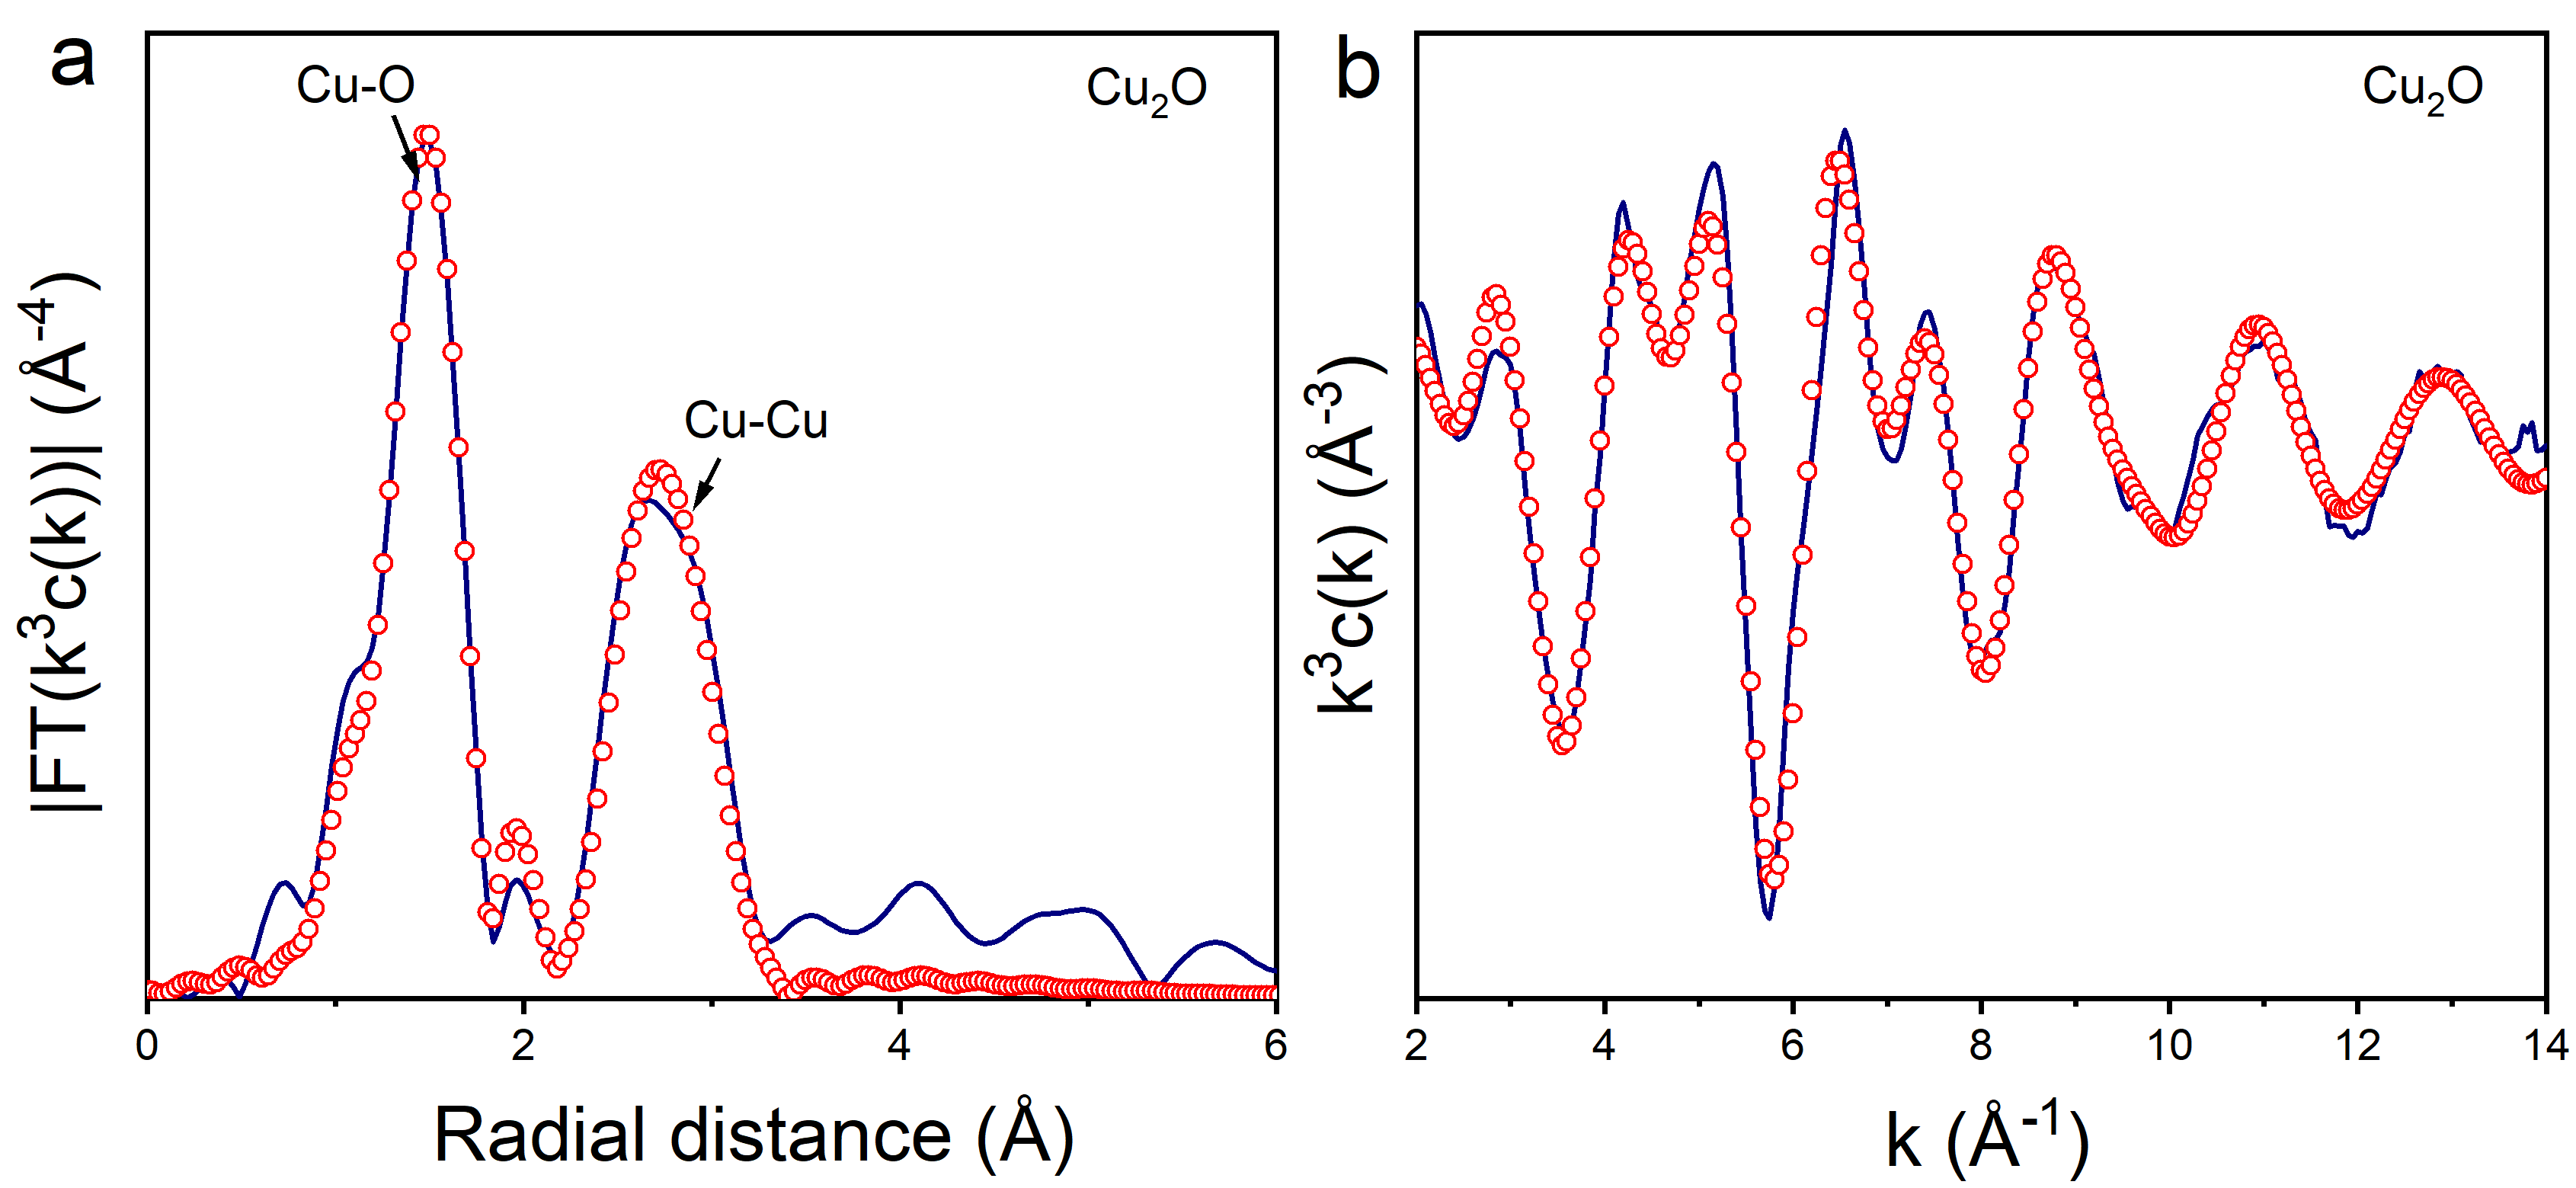 a
Cu-O
Cu₂O
Cu-Cu
|FT(k³c(k))| (Å⁻⁴)
0 2 4 6
Radial distance (Å)
b
Cu₂O
k³c(k) (Å⁻³)
2 4 6 8 10 12 14
k (Å⁻¹)